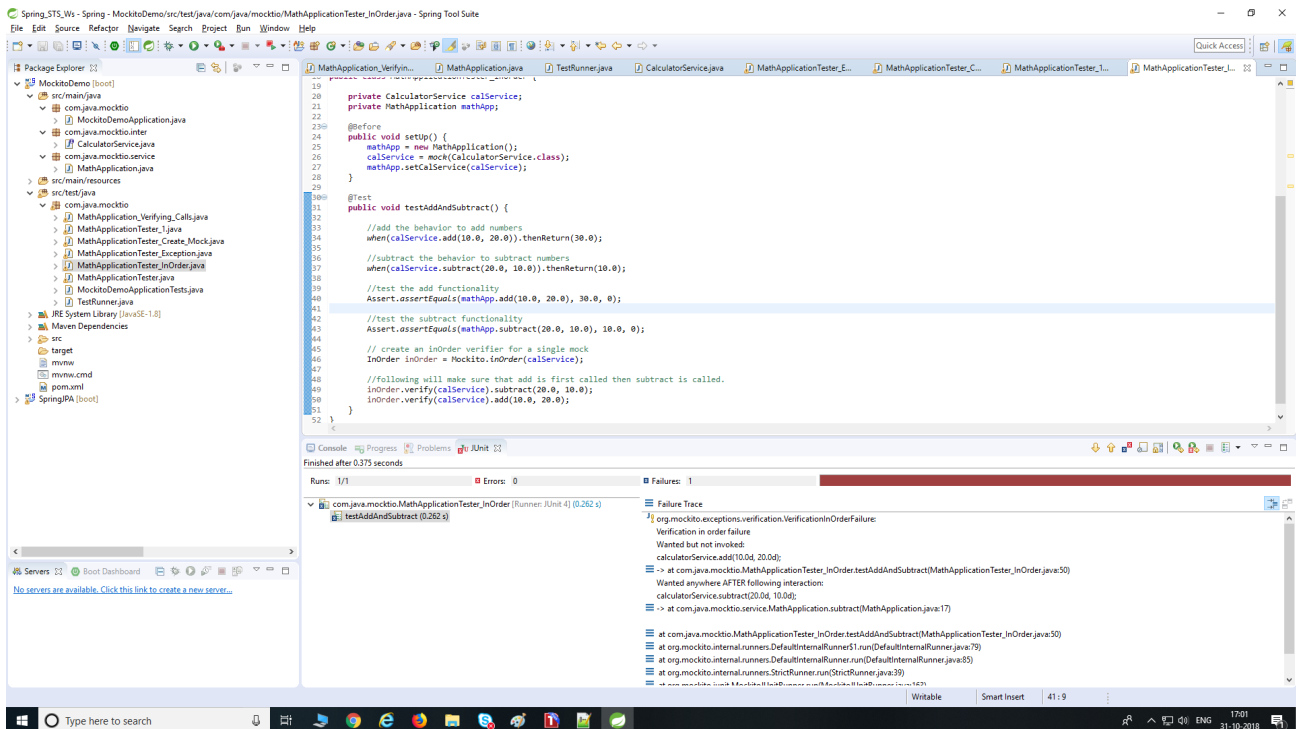 Spring_STS_Ws - Spring - MockitoDemo/src/test/java/com/java/mocktio/MathApplicationTester_InOrder.java - Spring Tool Suite
File Edit Source Refactor Navigate Search Project Run Window Help
Quick Access
Package Explorer
MockitoDemo [boot]
src/main/java
com.java.mocktio
MockitoDemoApplication.java
com.java.mocktio.inter
CalculatorService.java
com.java.mocktio.service
MathApplication.java
src/main/resources
src/test/java
com.java.mocktio
MathApplication_Verifying_Calls.java
MathApplicationTester_1.java
MathApplicationTester_Create_Mock.java
MathApplicationTester_Exception.java
MathApplicationTester_InOrder.java
MathApplicationTester.java
MockitoDemoApplicationTests.java
TestRunner.java
JRE System Library [JavaSE-1.8]
Maven Dependencies
src
target
mvnw
mvnw.cmd
pom.xml
SpringJPA [boot]
MathApplication_Verifyin... MathApplication.java TestRunner.java CalculatorService.java MathApplicationTester_E... MathApplicationTester_C... MathApplicationTester_1... MathApplicationTester_I...
19
20 private CalculatorService calService;
21 private MathApplication mathApp;
22
23 @Before
24 public void setUp() {
25 mathApp = new MathApplication();
26 calService = mock(CalculatorService.class);
27 mathApp.setCalService(calService);
28 }
29
30 @Test
31 public void testAddAndSubtract() {
32
33 //add the behavior to add numbers
34 when(calService.add(10.0, 20.0)).thenReturn(30.0);
35
36 //subtract the behavior to subtract numbers
37 when(calService.subtract(20.0, 10.0)).thenReturn(10.0);
38
39 //test the add functionality
40 Assert.assertEquals(mathApp.add(10.0, 20.0), 30.0, 0);
41
42 //test the subtract functionality
43 Assert.assertEquals(mathApp.subtract(20.0, 10.0), 10.0, 0);
44
45 // create an inOrder verifier for a single mock
46 InOrder inOrder = Mockito.inOrder(calService);
47
48 //following will make sure that add is first called then subtract is called.
49 inOrder.verify(calService).subtract(20.0, 10.0);
50 inOrder.verify(calService).add(10.0, 20.0);
51 }
52 }
Console Progress Problems JUnit
Finished after 0.375 seconds
Runs: 1/1 Errors: 0 Failures: 1
com.java.mocktio.MathApplicationTester_InOrder [Runner: JUnit 4] (0.262 s)
testAddAndSubtract (0.262 s)
Failure Trace
org.mockito.exceptions.verification.VerificationInOrderFailure:
Verification in order failure
Wanted but not invoked:
calculatorService.add(10.0d, 20.0d);
-> at com.java.mocktio.MathApplicationTester_InOrder.testAddAndSubtract(MathApplicationTester_InOrder.java:50)
Wanted anywhere AFTER following interaction:
calculatorService.subtract(20.0d, 10.0d);
-> at com.java.mocktio.service.MathApplication.subtract(MathApplication.java:17)
at com.java.mocktio.MathApplicationTester_InOrder.testAddAndSubtract(MathApplicationTester_InOrder.java:50)
at org.mockito.internal.runners.DefaultInternalRunner$1.run(DefaultInternalRunner.java:79)
at org.mockito.internal.runners.DefaultInternalRunner.run(DefaultInternalRunner.java:85)
at org.mockito.internal.runners.StrictRunner.run(StrictRunner.java:39)
Servers Boot Dashboard
No servers are available. Click this link to create a new server...
Writable Smart Insert 41 : 9
Type here to search
ENG
17:01
31-10-2018